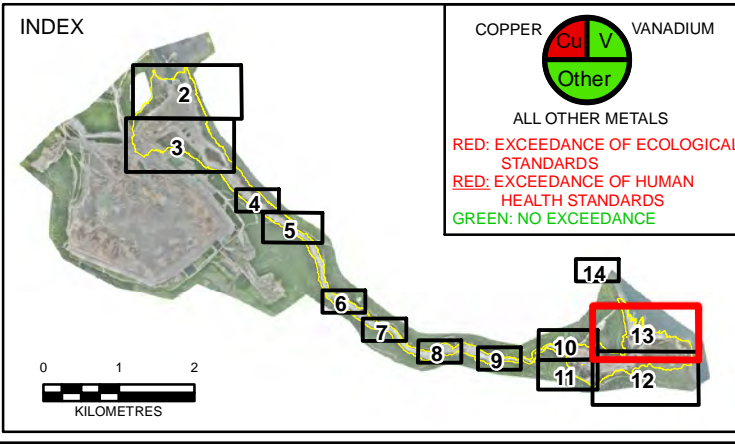 INDEX
COPPER
VANADIUM
Cu V
Other
ALL OTHER METALS
RED: EXCEEDANCE OF ECOLOGICAL
STANDARDS
RED: EXCEEDANCE OF HUMAN
HEALTH STANDARDS
GREEN: NO EXCEEDANCE
2
3
4
5
6
7
8
9
10
11
12
13
14
0 1 2
KILOMETRES